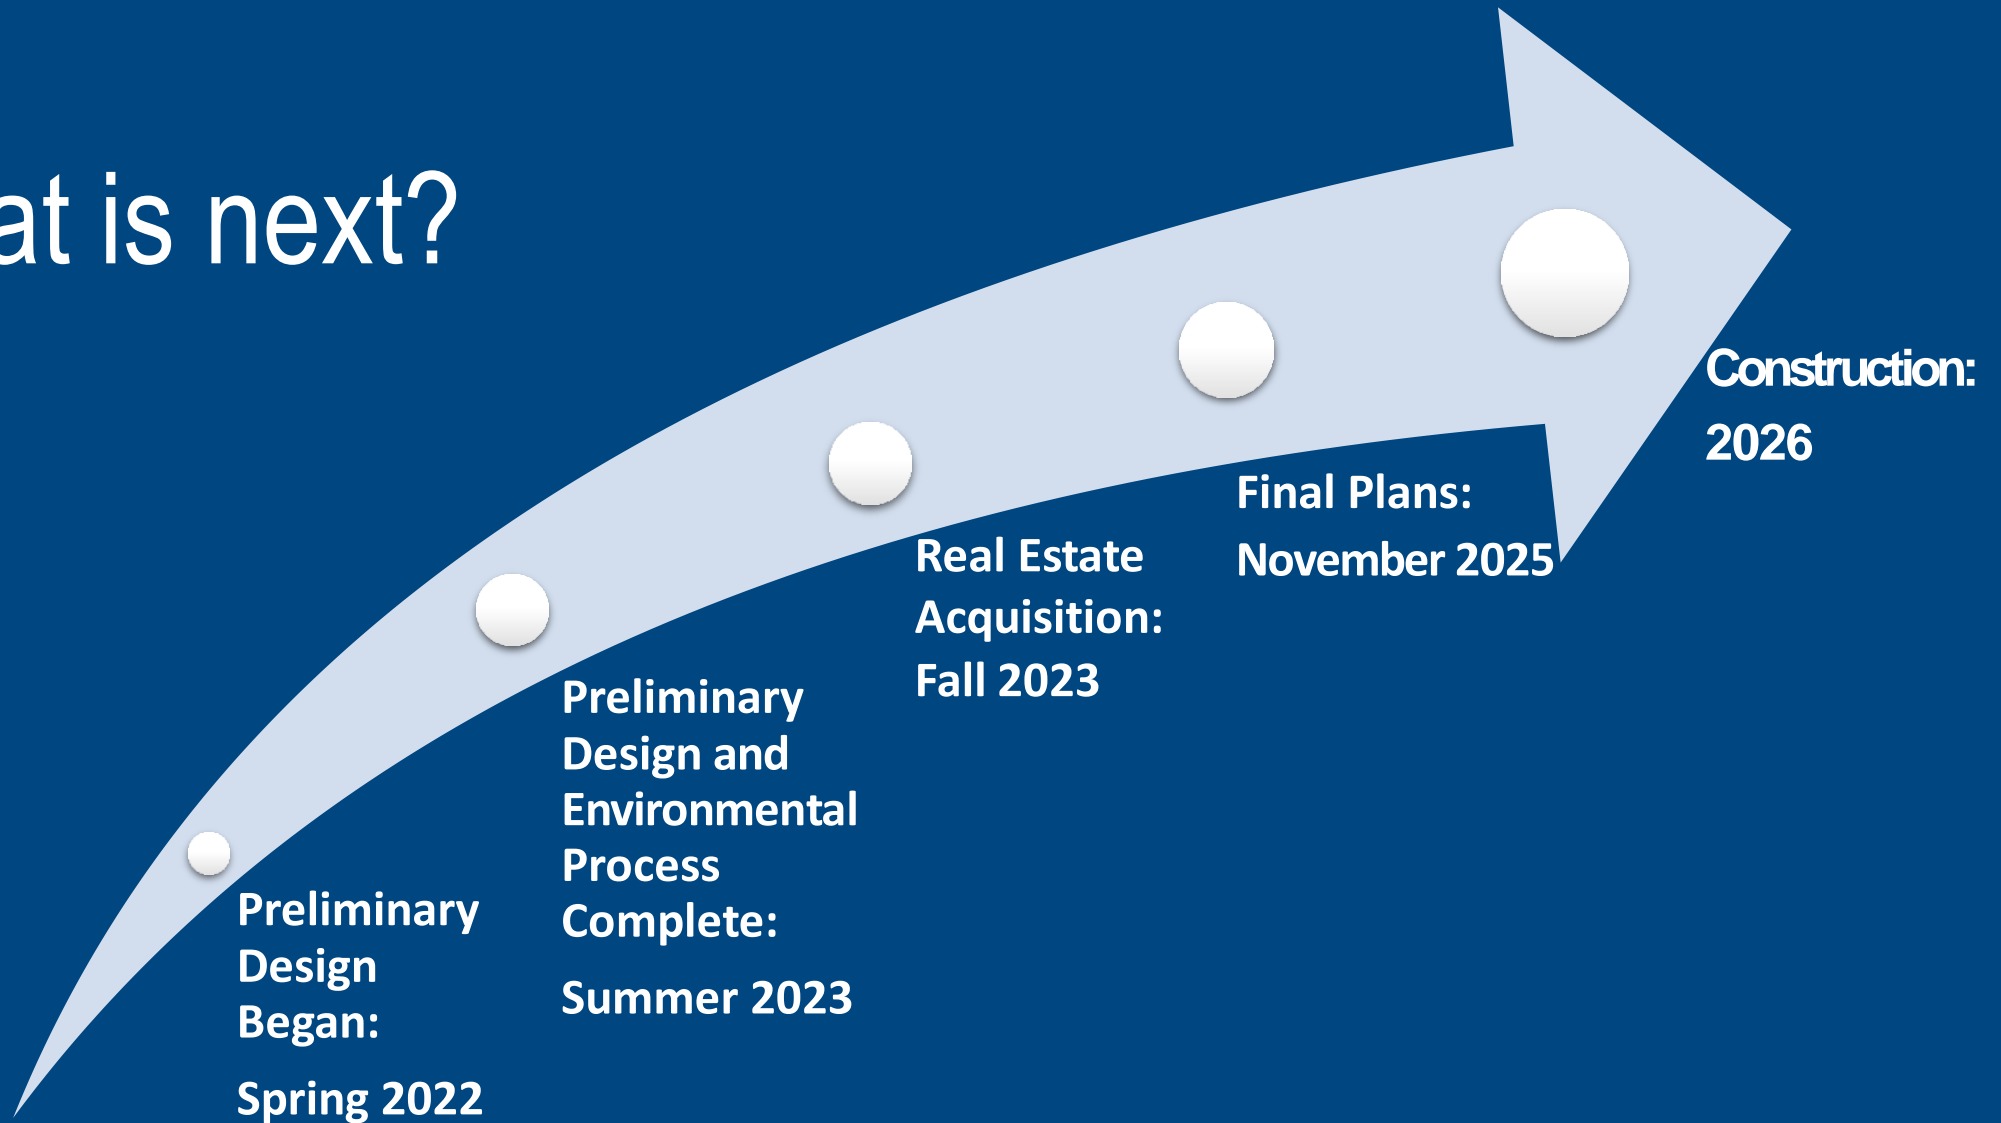 at is next?
Construction:
2026
Final Plans:
November 2025
Real Estate
Acquisition:
Fall 2023
Preliminary
Design and
Environmental
Process
Complete:
Summer 2023
Preliminary
Design
Began:
Spring 2022